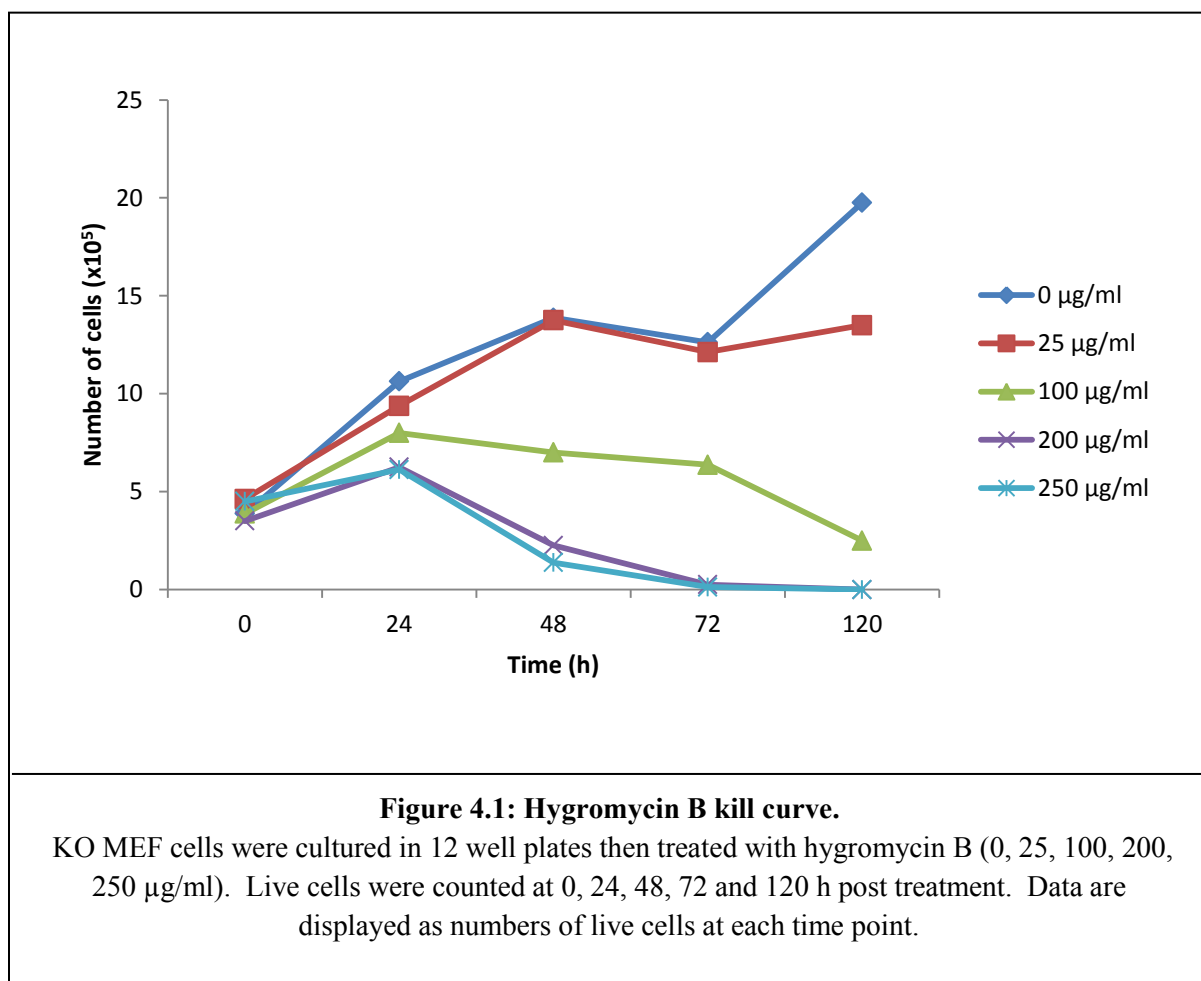 25
20
15
10
5
0
Number of cells (x10⁵)
0 24 48 72 120
Time (h)
0 µg/ml
25 µg/ml
100 µg/ml
200 µg/ml
250 µg/ml
Figure 4.1: Hygromycin B kill curve.
KO MEF cells were cultured in 12 well plates then treated with hygromycin B (0, 25, 100, 200,
250 µg/ml).  Live cells were counted at 0, 24, 48, 72 and 120 h post treatment.  Data are
displayed as numbers of live cells at each time point.